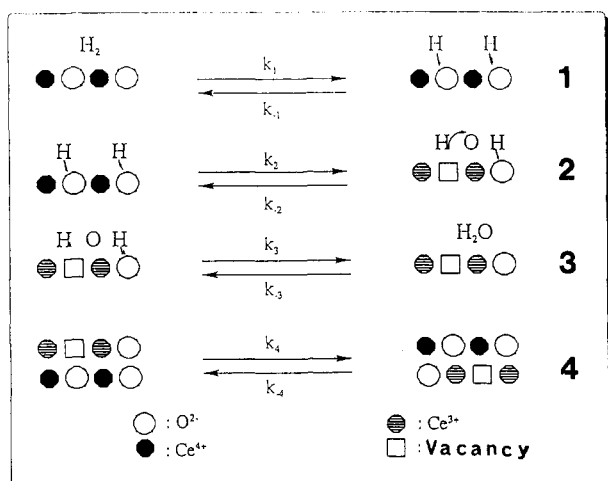 H₂ H H
k₁ 1
k₋₁
H H H O H
k₂ 2
k₋₂
H O H H₂O
k₃ 3
k₋₃
k₄ 4
k₋₄
: O²⁻ : Ce³⁺
: Ce⁴⁺ : Vacancy